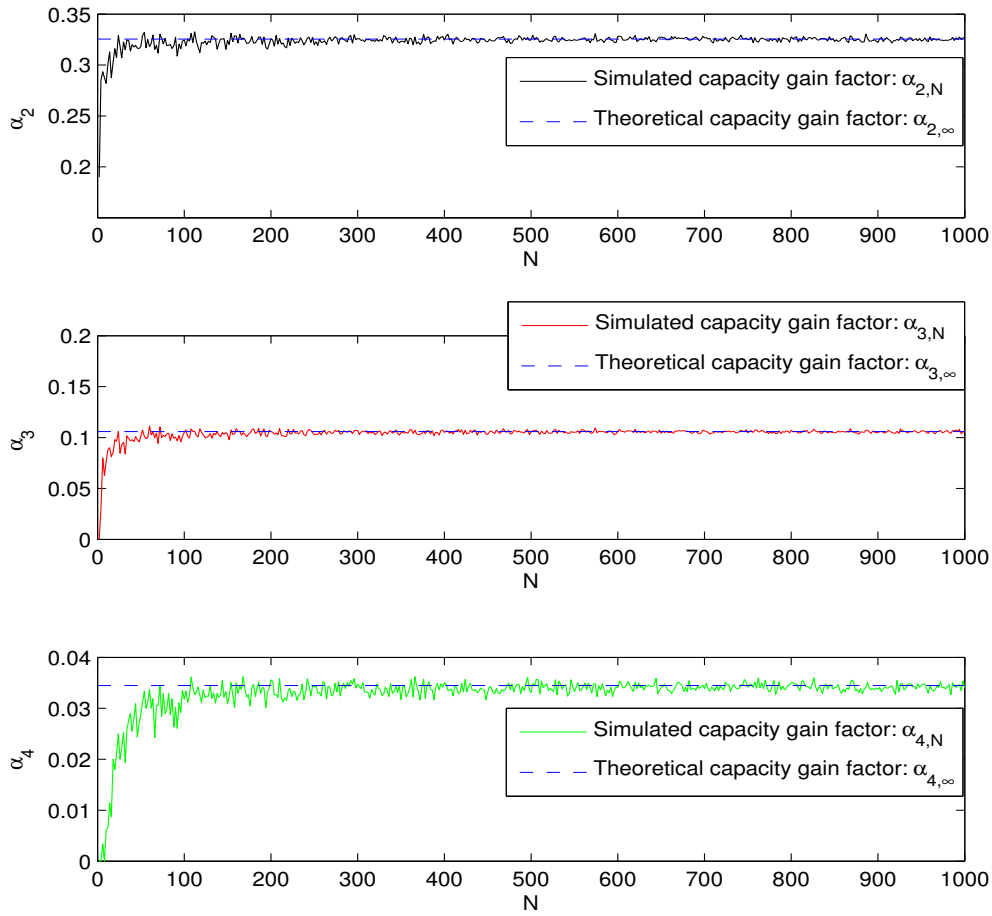 0.35
0.3
0.25
0.2
α2
Simulated capacity gain factor: α2,N
Theoretical capacity gain factor: α2,∞
0 100 200 300 400 500 600 700 800 900 1000
N
0.2
0.15
0.1
0.05
0
α3
Simulated capacity gain factor: α3,N
Theoretical capacity gain factor: α3,∞
0 100 200 300 400 500 600 700 800 900 1000
N
0.04
0.03
0.02
0.01
0
α4
Simulated capacity gain factor: α4,N
Theoretical capacity gain factor: α4,∞
0 100 200 300 400 500 600 700 800 900 1000
N